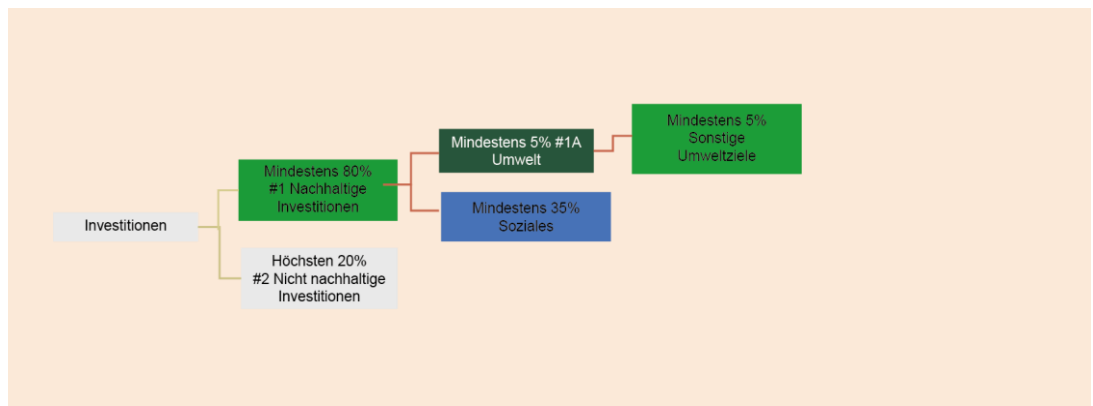 Investitionen
Mindestens 80%
#1 Nachhaltige
Investitionen
Höchsten 20%
#2 Nicht nachhaltige
Investitionen
Mindestens 5% #1A
Umwelt
Mindestens 35%
Soziales
Mindestens 5%
Sonstige
Umweltziele